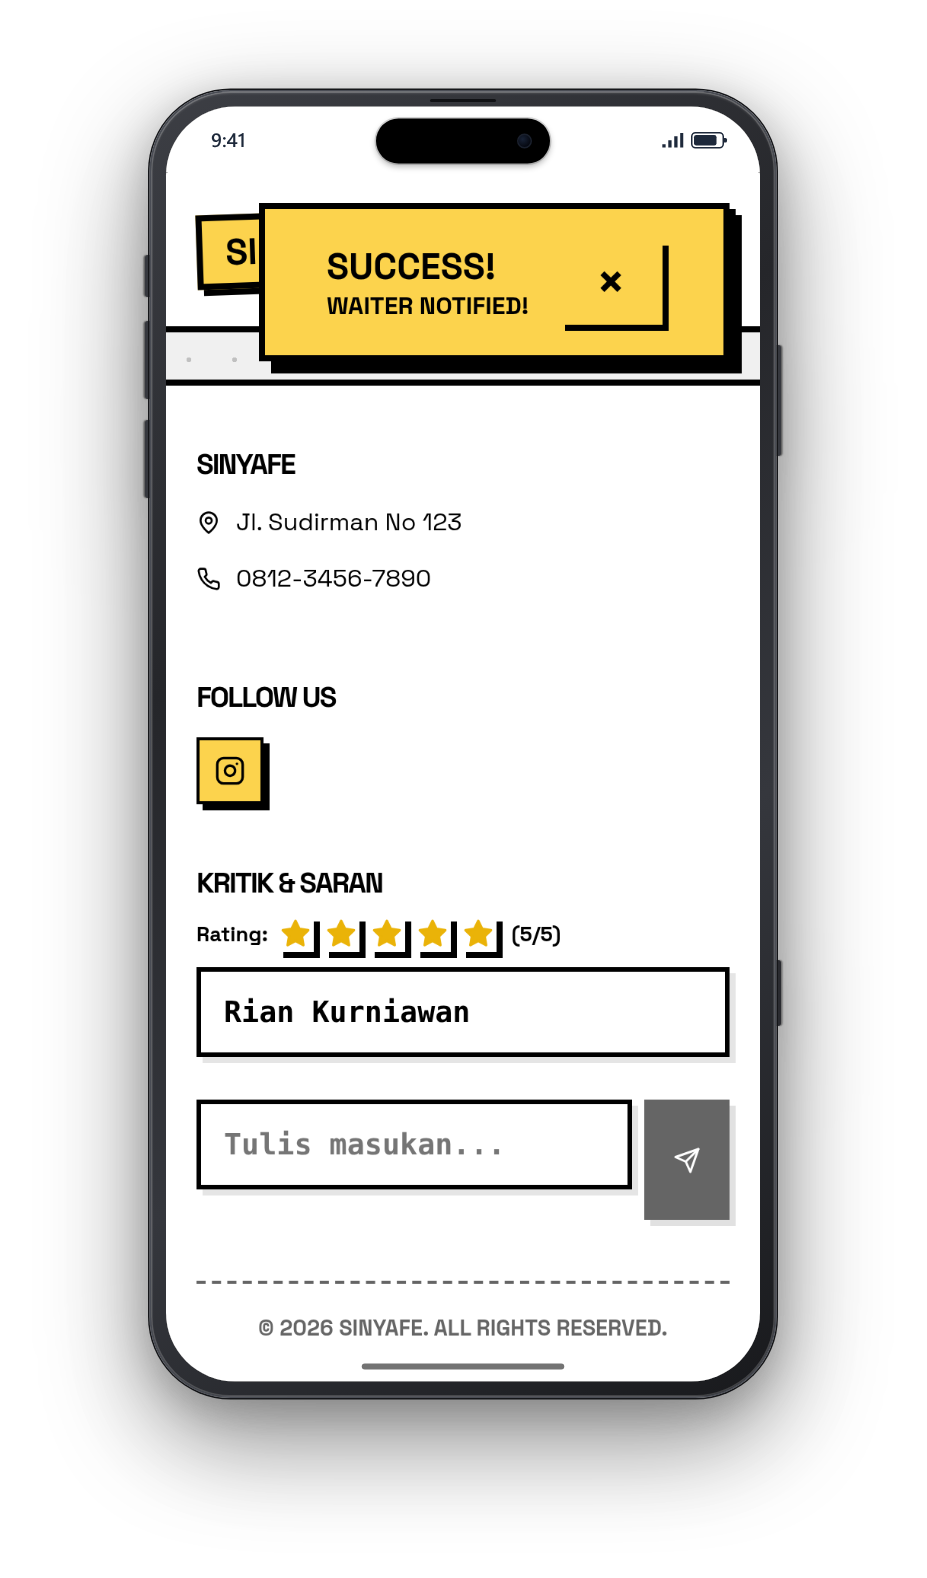 9:41
SI
SUCCESS!
WAITER NOTIFIED!
SINYAFE
Jl. Sudirman No 123
0812-3456-7890
FOLLOW US
KRITIK & SARAN
Rating: (5/5)
Rian Kurniawan
Tulis masukan...
© 2026 SINYAFE. ALL RIGHTS RESERVED.